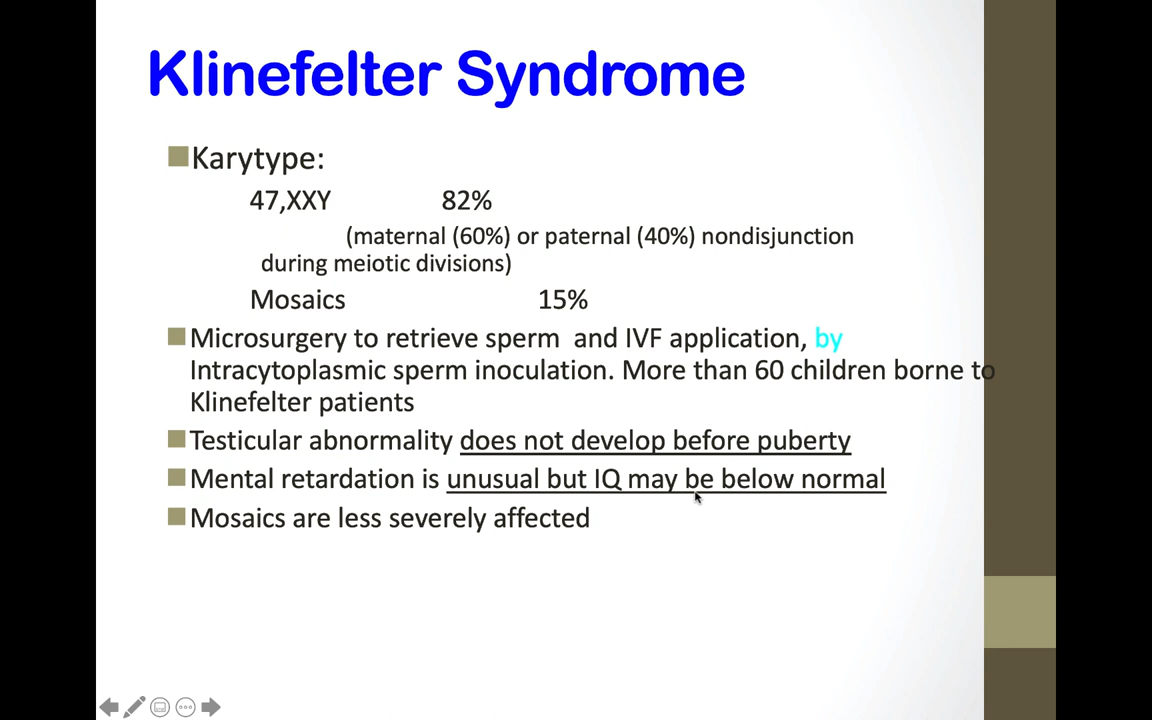 Klinefelter Syndrome
Karytype:
47,XXY 82%
(maternal (60%) or paternal (40%) nondisjunction
during meiotic divisions)
Mosaics 15%
Microsurgery to retrieve sperm and IVF application, by
Intracytoplasmic sperm inoculation. More than 60 children borne to
Klinefelter patients
Testicular abnormality does not develop before puberty
Mental retardation is unusual but IQ may be below normal
Mosaics are less severely affected